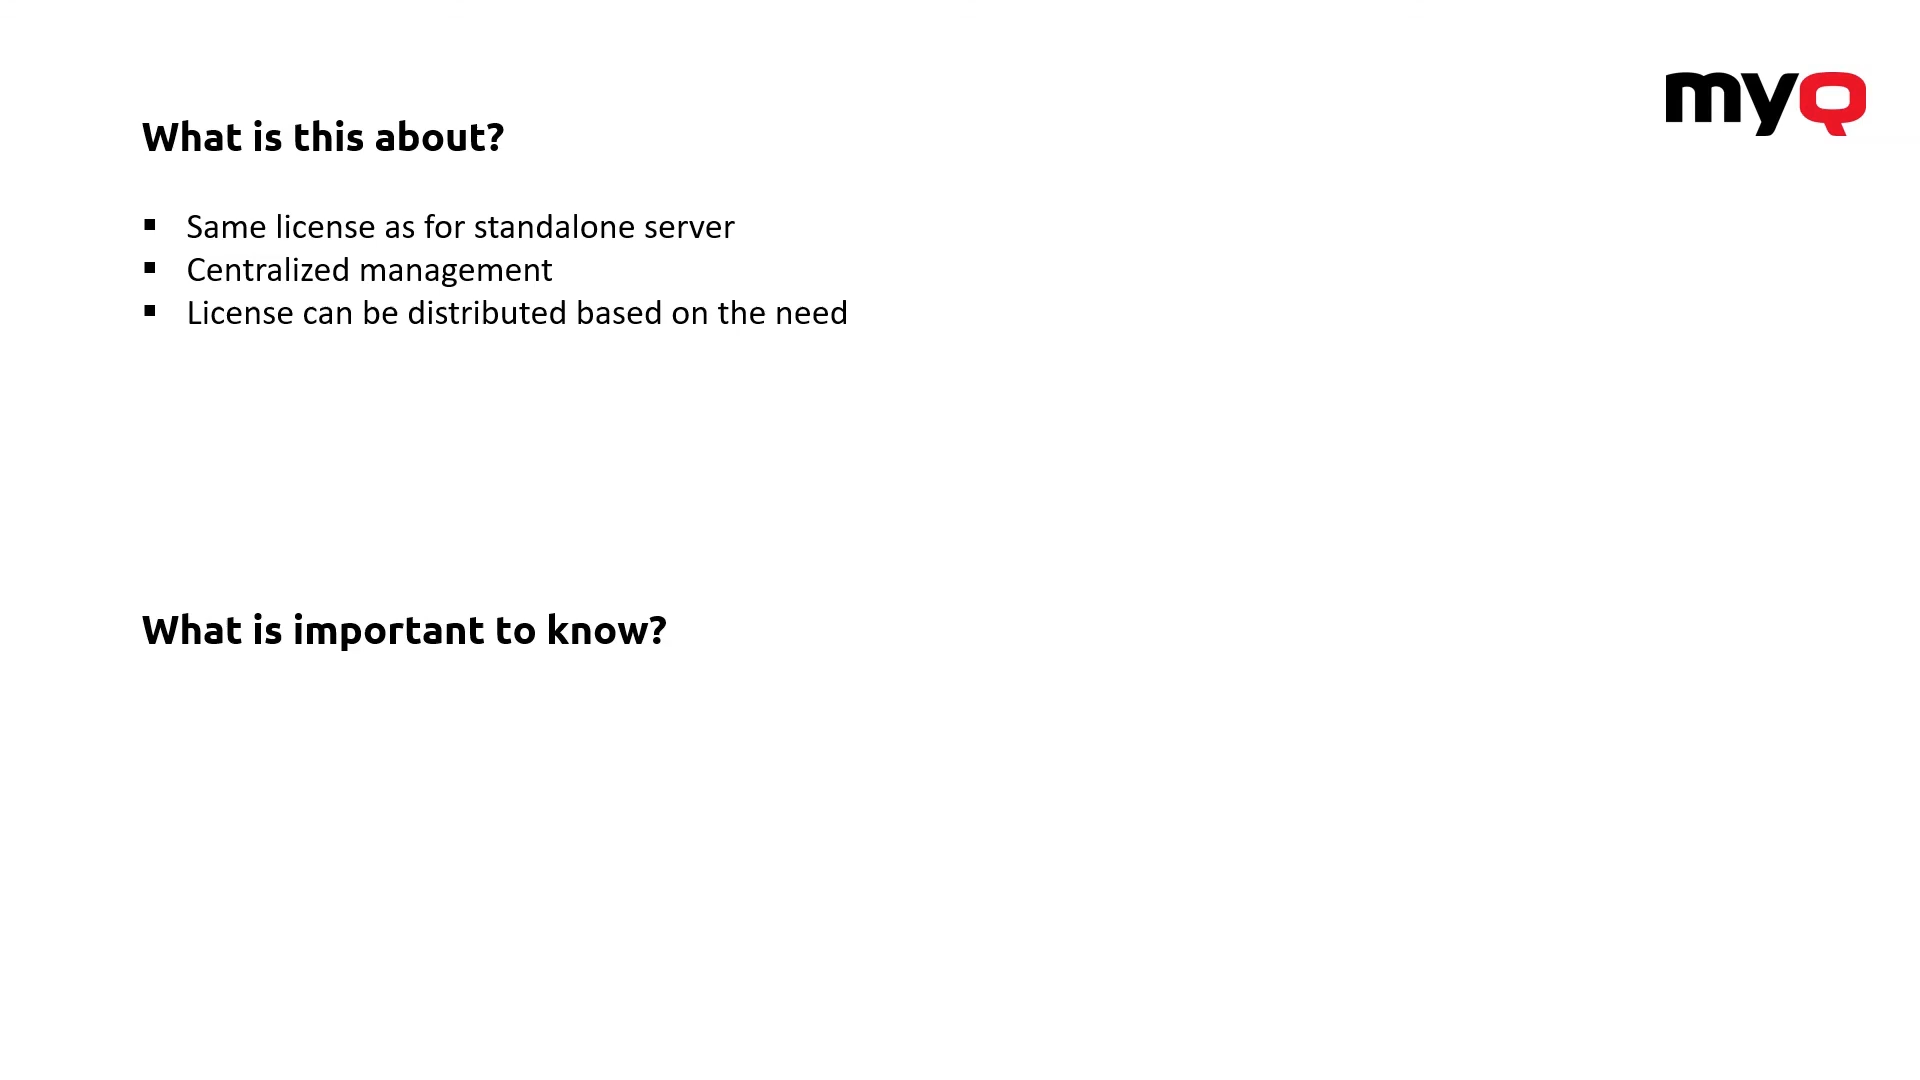 myQ
What is this about?
▪ Same license as for standalone server
▪ Centralized management
▪ License can be distributed based on the need
What is important to know?